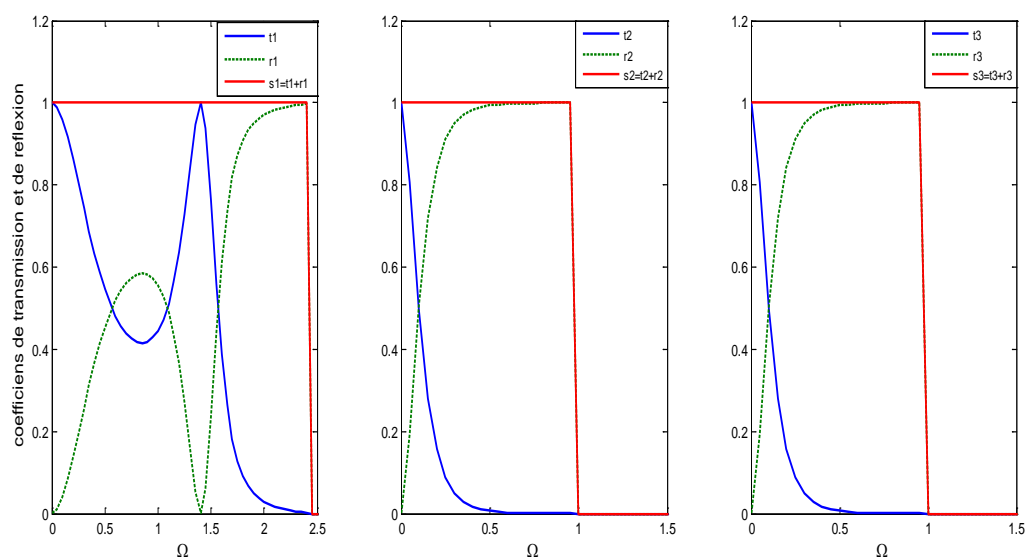 coefficiens de transmission et de reflexion
1.2
1
0.8
0.6
0.4
0.2
0
0 0.5 1 1.5 2 2.5
Ω
t1
r1
s1=t1+r1
1.2
1
0.8
0.6
0.4
0.2
0
0 0.5 1 1.5
Ω
t2
r2
s2=t2+r2
1.2
1
0.8
0.6
0.4
0.2
0
0 0.5 1 1.5
Ω
t3
r3
s3=t3+r3